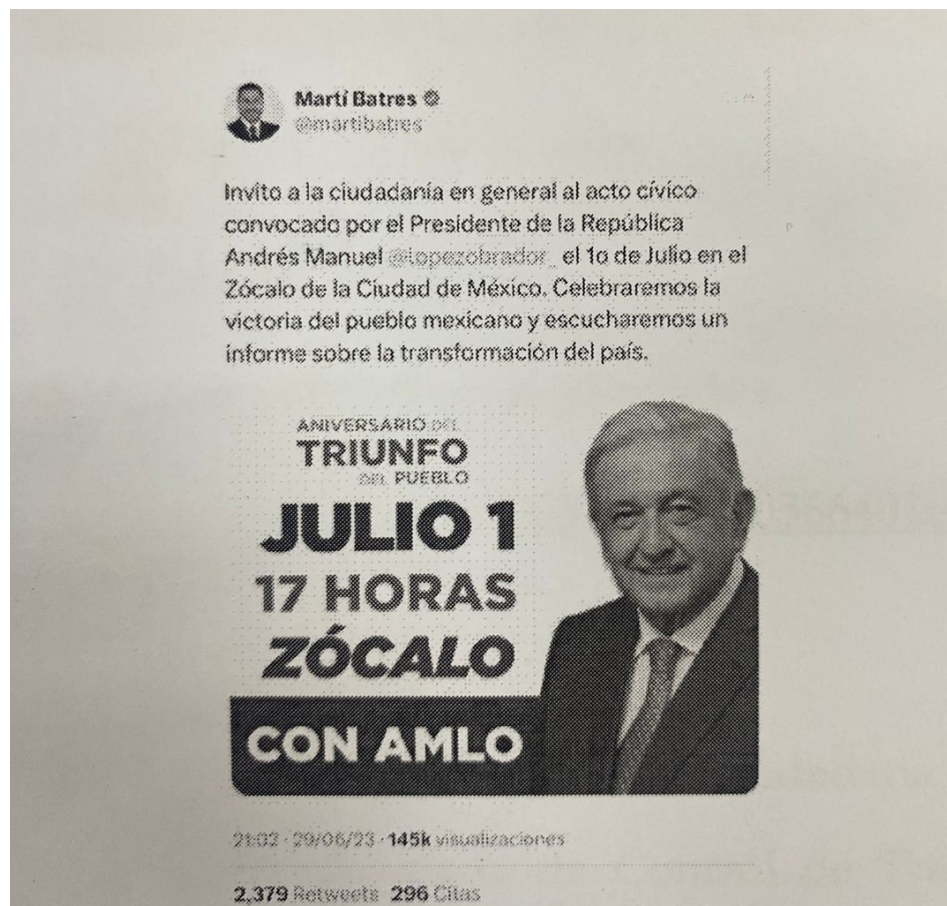 Martí Batres
@martibatres
Invito a la ciudadanía en general al acto cívico
convocado por el Presidente de la República
Andrés Manuel @lopezobrador_ el 1o de Julio en el
Zócalo de la Ciudad de México. Celebraremos la
victoria del pueblo mexicano y escucharemos un
informe sobre la transformación del país.
ANIVERSARIO DEL
TRIUNFO
DEL PUEBLO
JULIO 1
17 HORAS
ZÓCALO
CON AMLO
21:02 · 29/06/23 · 145k visualizaciones
2,379 Retweets 296 Citas